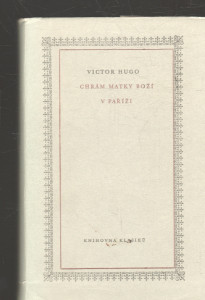 VICTOR HUGO
CHRÁM MATKY BOŽÍ
V PAŘÍŽI
KNIHOVNA KLASIKŮ